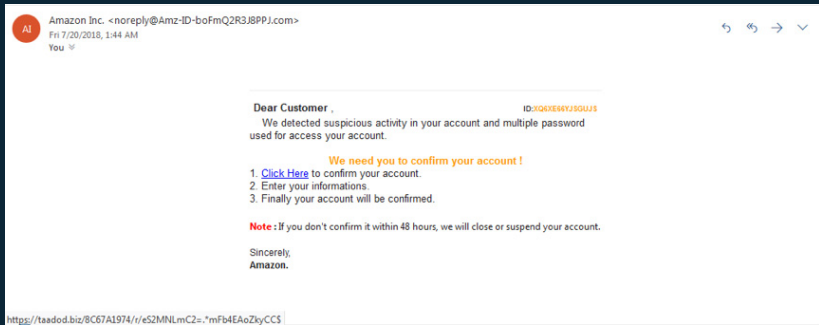 AI
Amazon Inc. <noreply@Amz-ID-boFmQ2R3J8PPJ.com>
Fri 7/20/2018, 1:44 AM
You
Dear Customer , ID:XQ6XE66YJSGUJS
We detected suspicious activity in your account and multiple password
used for access your account.
We need you to confirm your account !
1. Click Here to confirm your account.
2. Enter your informations.
3. Finally your account will be confirmed.
Note : If you don't confirm it within 48 hours, we will close or suspend your account.
Sincerely,
Amazon.
https://taadod.biz/8C67A1974/r/eS2MNLmC2=.*mFb4EAoZkyCC$